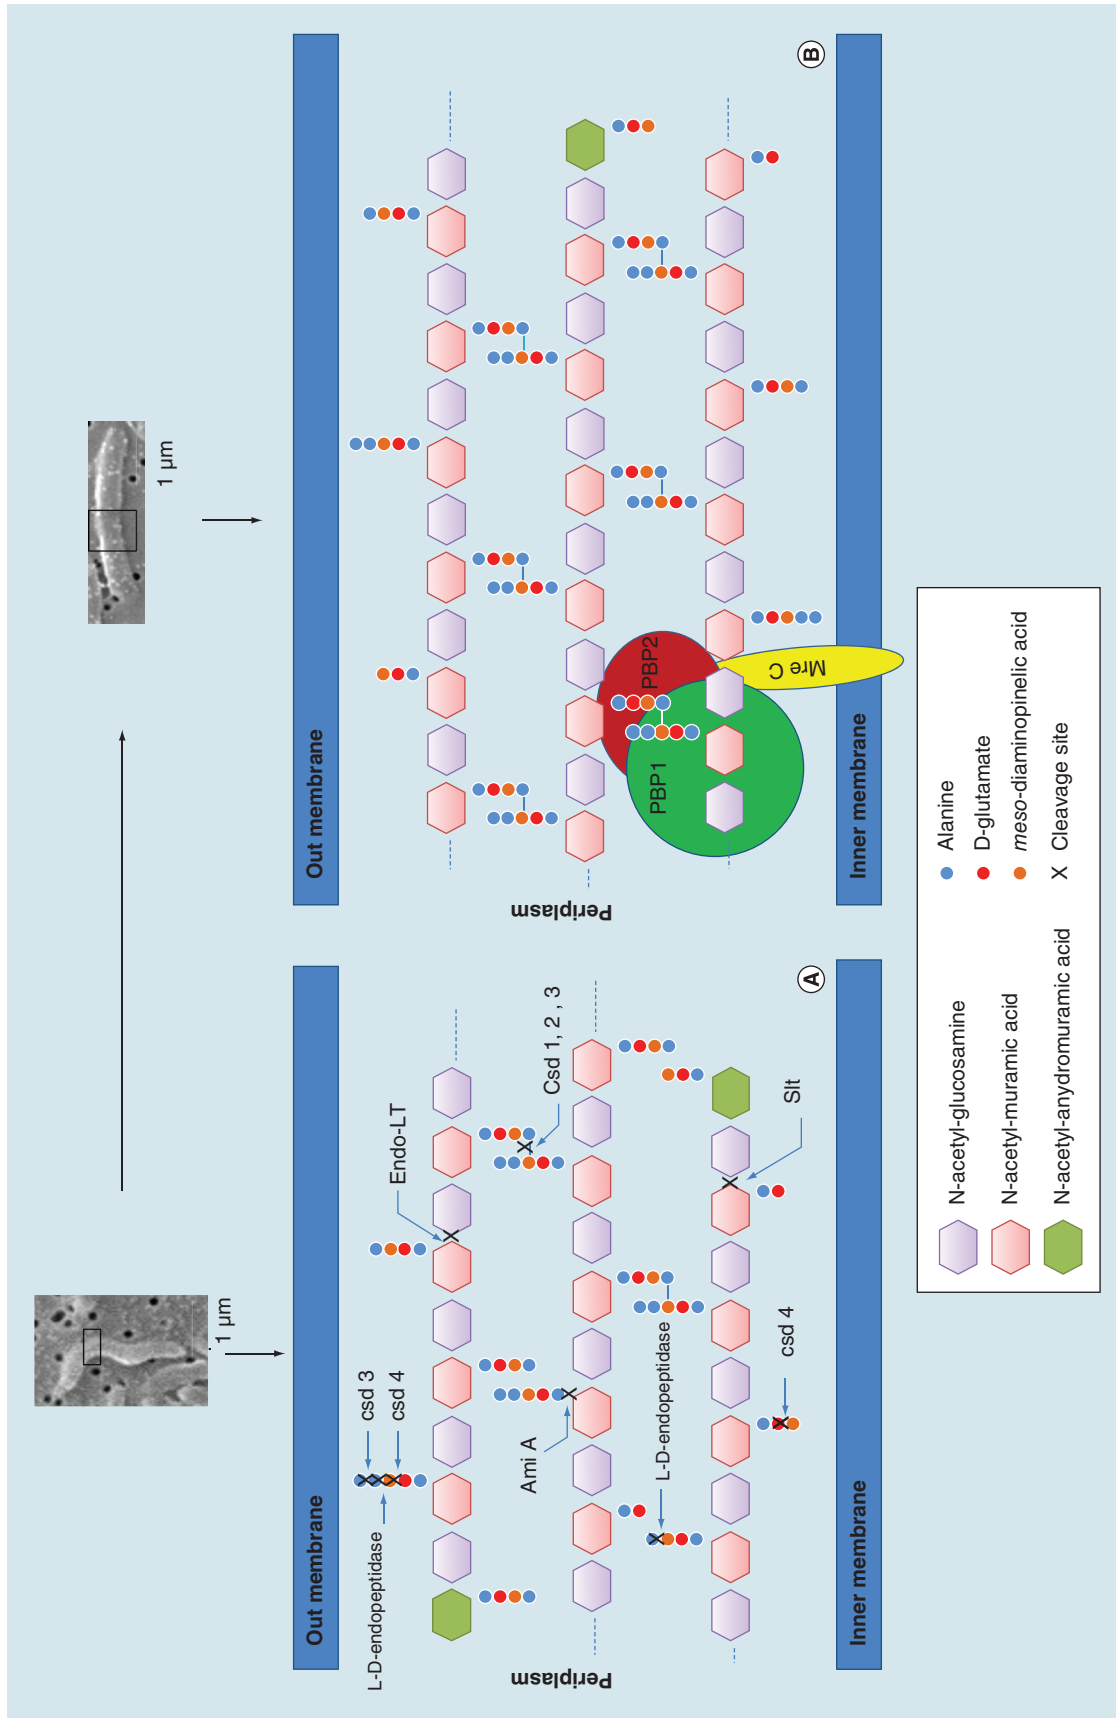 1 µm
1 µm
Out membrane
csd 3
csd 4
L-D-endopeptidase
Endo-LT
Csd 1, 2 , 3
Ami A
L-D-endopeptidase
csd 4
Slt
Periplasm
Inner membrane
A
Out membrane
Periplasm
PBP1
PBP2
Mre C
Inner membrane
B
N-acetyl-glucosamine
N-acetyl-muramic acid
N-acetyl-anydromuramic acid
Alanine
D-glutamate
meso-diaminopinelic acid
X Cleavage site